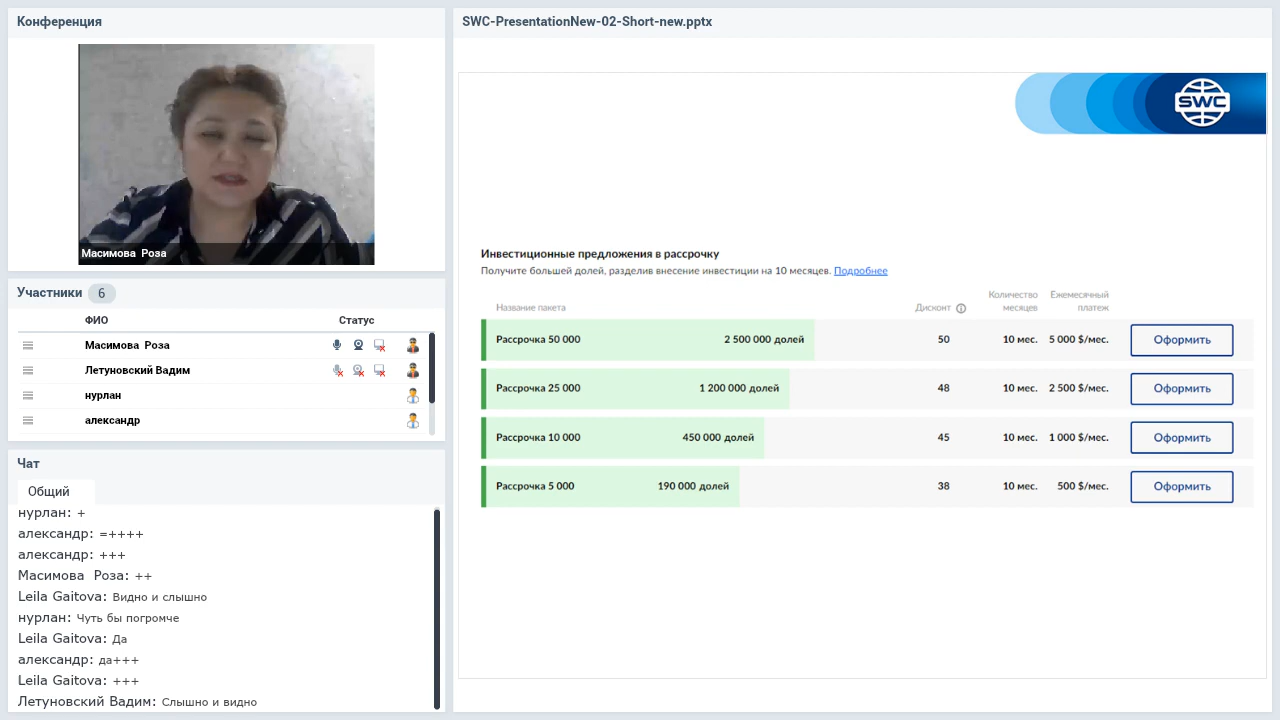 Конференция
Масимова Роза
Участники 6
ФИО Статус
Масимова Роза
Летуновский Вадим
нурлан
александр
Чат
Общий
нурлан: +
александр: =++++
александр: +++
Масимова Роза: ++
Leila Gaitova: Видно и слышно
нурлан: Чуть бы погромче
Leila Gaitova: Да
александр: да+++
Leila Gaitova: +++
Летуновский Вадим: Слышно и видно
SWC-PresentationNew-02-Short-new.pptx
SWC
Инвестиционные предложения в рассрочку
Получите большей долей, разделив внесение инвестиции на 10 месяцев. Подробнее
Название пакета Дисконт Количество месяцев Ежемесячный платеж
Рассрочка 50 000 2 500 000 долей 50 10 мес. 5 000 $/мес. Оформить
Рассрочка 25 000 1 200 000 долей 48 10 мес. 2 500 $/мес. Оформить
Рассрочка 10 000 450 000 долей 45 10 мес. 1 000 $/мес. Оформить
Рассрочка 5 000 190 000 долей 38 10 мес. 500 $/мес. Оформить